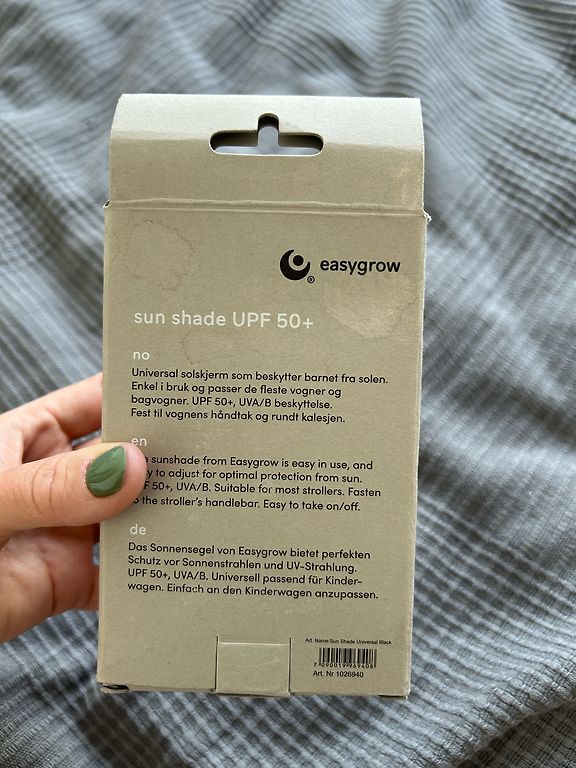 easygrow
®
sun shade UPF 50+
no
Universal solskjerm som beskytter barnet fra solen.
Enkel i bruk og passer de fleste vogner og
bagvogner. UPF 50+, UVA/B beskyttelse.
Fest til vognens håndtak og rundt kalesjen.
en
sunshade from Easygrow is easy in use, and
to adjust for optimal protection from sun.
50+, UVA/B. Suitable for most strollers. Fasten
the stroller's handlebar. Easy to take on/off.
de
Das Sonnensegel von Easygrow bietet perfekten
Schutz vor Sonnenstrahlen und UV-Strahlung.
UPF 50+, UVA/B. Universell passend für Kinder-
wagen. Einfach an den Kinderwagen anzupassen.
Art. Name Sun Shade Universal Black
7 090019 969408
Art. Nr 1026940